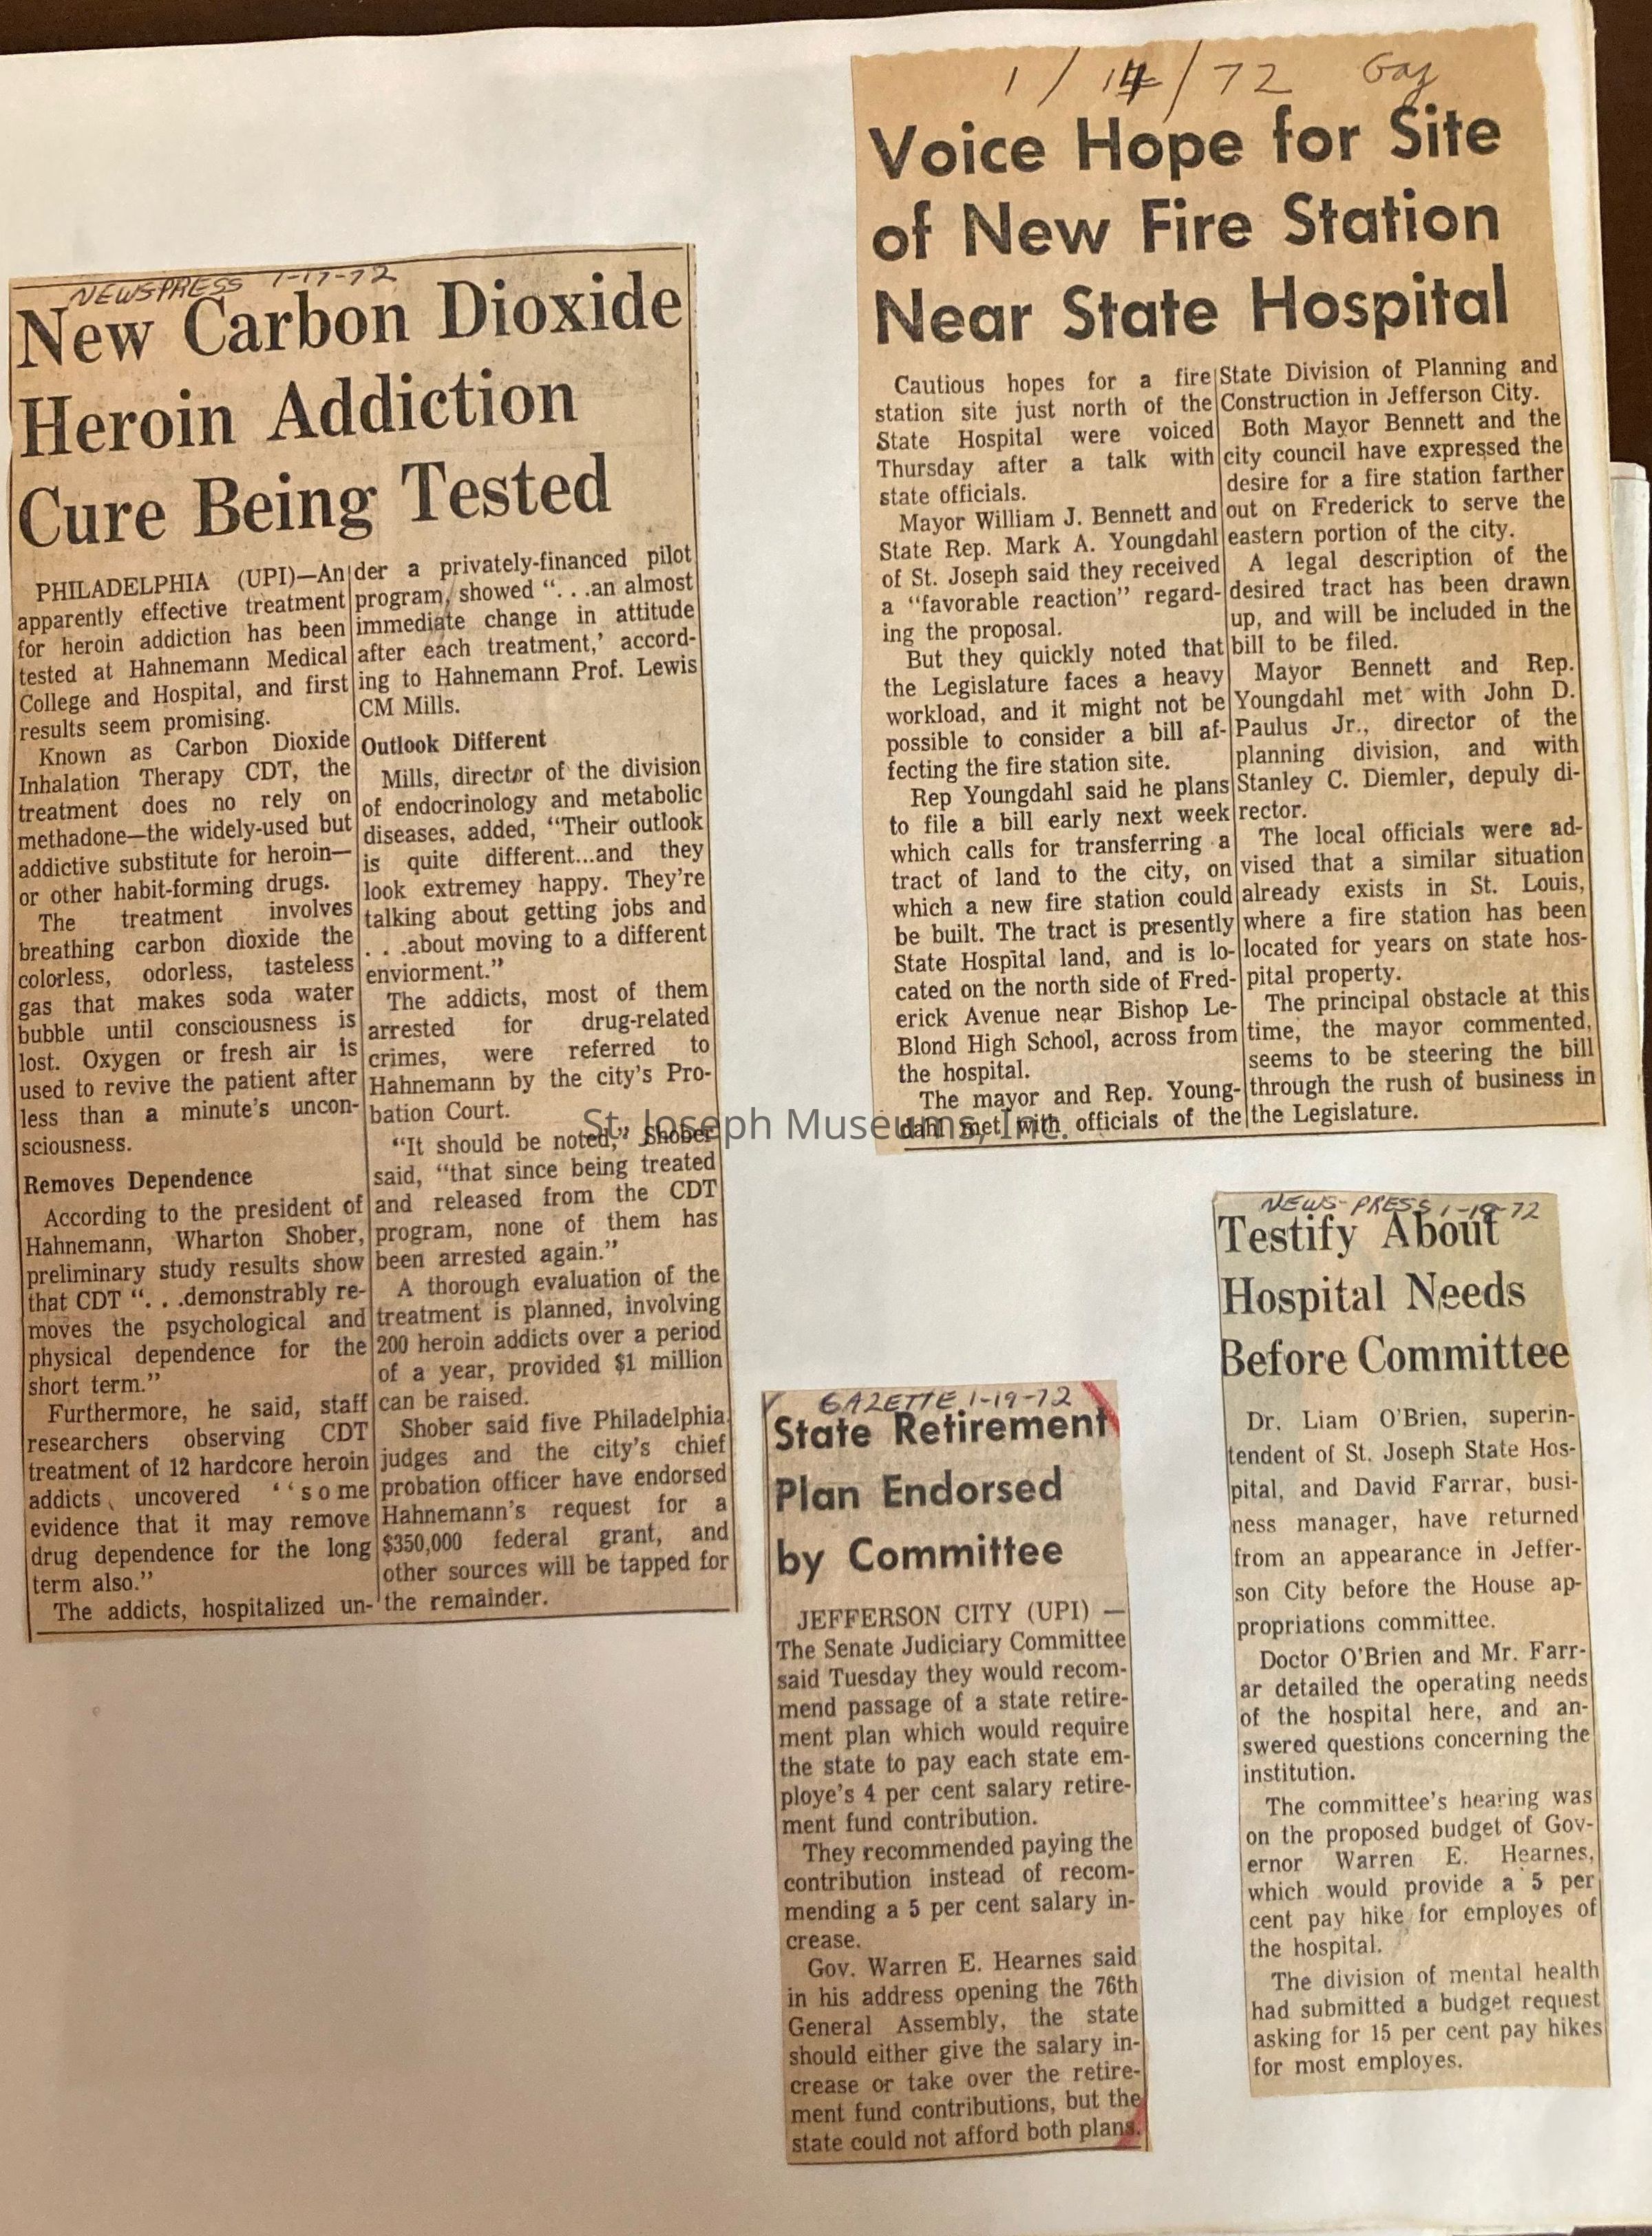 NEWSPRESS 1-17-72
New Carbon Dioxide
Heroin Addiction
Cure Being Tested
PHILADELPHIA (UPI)—An
apparently effective treatment
for heroin addiction has been
tested at Hahnemann Medical
College and Hospital, and first
results seem promising.
Known as Carbon Dioxide
Inhalation Therapy CDT, the
treatment does no rely on
methadone—the widely-used but
addictive substitute for heroin—
or other habit-forming drugs.
The treatment involves
breathing carbon dioxide the
colorless, odorless, tasteless
gas that makes soda water
bubble until consciousness is
lost. Oxygen or fresh air is
used to revive the patient after
less than a minute's uncon-
sciousness.
Removes Dependence
According to the president of
Hahnemann, Wharton Shober,
preliminary study results show
that CDT “. . .demonstrably re-
moves the psychological and
physical dependence for the
short term.”
Furthermore, he said, staff
researchers observing CDT
treatment of 12 hardcore heroin
addicts uncovered ‘‘some
evidence that it may remove
drug dependence for the long
term also.”
The addicts, hospitalized un-
der a privately-financed pilot
program, showed “. . .an almost
immediate change in attitude
after each treatment,’ accord-
ing to Hahnemann Prof. Lewis
CM Mills.
Outlook Different
Mills, director of the division
of endocrinology and metabolic
diseases, added, “Their outlook
is quite different...and they
look extremey happy. They're
talking about getting jobs and
. . .about moving to a different
enviorment.”
The addicts, most of them
arrested for drug-related
crimes, were referred to
Hahnemann by the city's Pro-
bation Court.
“It should be noted,” Shober
said, “that since being treated
and released from the CDT
program, none of them has
been arrested again.”
A thorough evaluation of the
treatment is planned, involving
200 heroin addicts over a period
of a year, provided $1 million
can be raised.
Shober said five Philadelphia
judges and the city's chief
probation officer have endorsed
Hahnemann's request for a
$350,000 federal grant, and
other sources will be tapped for
the remainder.
1/14/72 Gaz
Voice Hope for Site
of New Fire Station
Near State Hospital
Cautious hopes for a fire
station site just north of the
State Hospital were voiced
Thursday after a talk with
state officials.
Mayor William J. Bennett and
State Rep. Mark A. Youngdahl
of St. Joseph said they received
a “favorable reaction” regard-
ing the proposal.
But they quickly noted that
the Legislature faces a heavy
workload, and it might not be
possible to consider a bill af-
fecting the fire station site.
Rep Youngdahl said he plans
to file a bill early next week
which calls for transferring a
tract of land to the city, on
which a new fire station could
be built. The tract is presently
State Hospital land, and is lo-
cated on the north side of Fred-
erick Avenue near Bishop Le-
Blond High School, across from
the hospital.
The mayor and Rep. Young-
dahl met with officials of the
State Division of Planning and
Construction in Jefferson City.
Both Mayor Bennett and the
city council have expressed the
desire for a fire station farther
out on Frederick to serve the
eastern portion of the city.
A legal description of the
desired tract has been drawn
up, and will be included in the
bill to be filed.
Mayor Bennett and Rep.
Youngdahl met with John D.
Paulus Jr., director of the
planning division, and with
Stanley C. Diemler, depuly di-
rector.
The local officials were ad-
vised that a similar situation
already exists in St. Louis,
where a fire station has been
located for years on state hos-
pital property.
The principal obstacle at this
time, the mayor commented,
seems to be steering the bill
through the rush of business in
the Legislature.
St. Joseph Museums, Inc.
GAZETTE 1-19-72
State Retirement
Plan Endorsed
by Committee
JEFFERSON CITY (UPI) —
The Senate Judiciary Committee
said Tuesday they would recom-
mend passage of a state retire-
ment plan which would require
the state to pay each state em-
ploye's 4 per cent salary retire-
ment fund contribution.
They recommended paying the
contribution instead of recom-
mending a 5 per cent salary in-
crease.
Gov. Warren E. Hearnes said
in his address opening the 76th
General Assembly, the state
should either give the salary in-
crease or take over the retire-
ment fund contributions, but the
state could not afford both plans.
NEWS-PRESS 1-19-72
Testify About
Hospital Needs
Before Committee
Dr. Liam O'Brien, superin-
tendent of St. Joseph State Hos-
pital, and David Farrar, busi-
ness manager, have returned
from an appearance in Jeffer-
son City before the House ap-
propriations committee.
Doctor O'Brien and Mr. Farr-
ar detailed the operating needs
of the hospital here, and an-
swered questions concerning the
institution.
The committee's hearing was
on the proposed budget of Gov-
ernor Warren E. Hearnes,
which would provide a 5 per
cent pay hike for employes of
the hospital.
The division of mental health
had submitted a budget request
asking for 15 per cent pay hikes
for most employes.